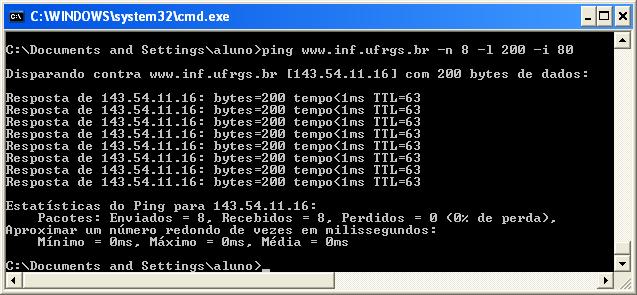 C:\WINDOWS\system32\cmd.exe
C:\Documents and Settings\aluno>ping www.inf.ufrgs.br -n 8 -l 200 -i 80
Disparando contra www.inf.ufrgs.br [143.54.11.16] com 200 bytes de dados:
Resposta de 143.54.11.16: bytes=200 tempo<1ms TTL=63
Resposta de 143.54.11.16: bytes=200 tempo<1ms TTL=63
Resposta de 143.54.11.16: bytes=200 tempo<1ms TTL=63
Resposta de 143.54.11.16: bytes=200 tempo<1ms TTL=63
Resposta de 143.54.11.16: bytes=200 tempo<1ms TTL=63
Resposta de 143.54.11.16: bytes=200 tempo<1ms TTL=63
Resposta de 143.54.11.16: bytes=200 tempo<1ms TTL=63
Resposta de 143.54.11.16: bytes=200 tempo<1ms TTL=63
Estatísticas do Ping para 143.54.11.16:
Pacotes: Enviados = 8, Recebidos = 8, Perdidos = 0 (0% de perda),
Aproximar um número redondo de vezes em milissegundos:
Mínimo = 0ms, Máximo = 0ms, Média = 0ms
C:\Documents and Settings\aluno>_